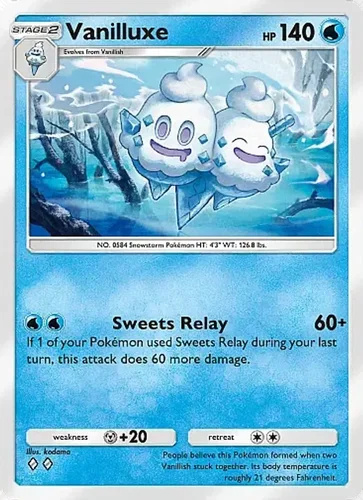 STAGE 2 Vanilluxe HP 140
Evolves from Vanillish
NO. 0584 Snowstorm Pokémon HT: 4'3" WT: 126.8 lbs.
Sweets Relay 60+
If 1 of your Pokémon used Sweets Relay during your last
turn, this attack does 60 more damage.
weakness +20 retreat
Illus. kodama
People believe this Pokémon formed when two
Vanillish stuck together. Its body temperature is
roughly 21 degrees Fahrenheit.